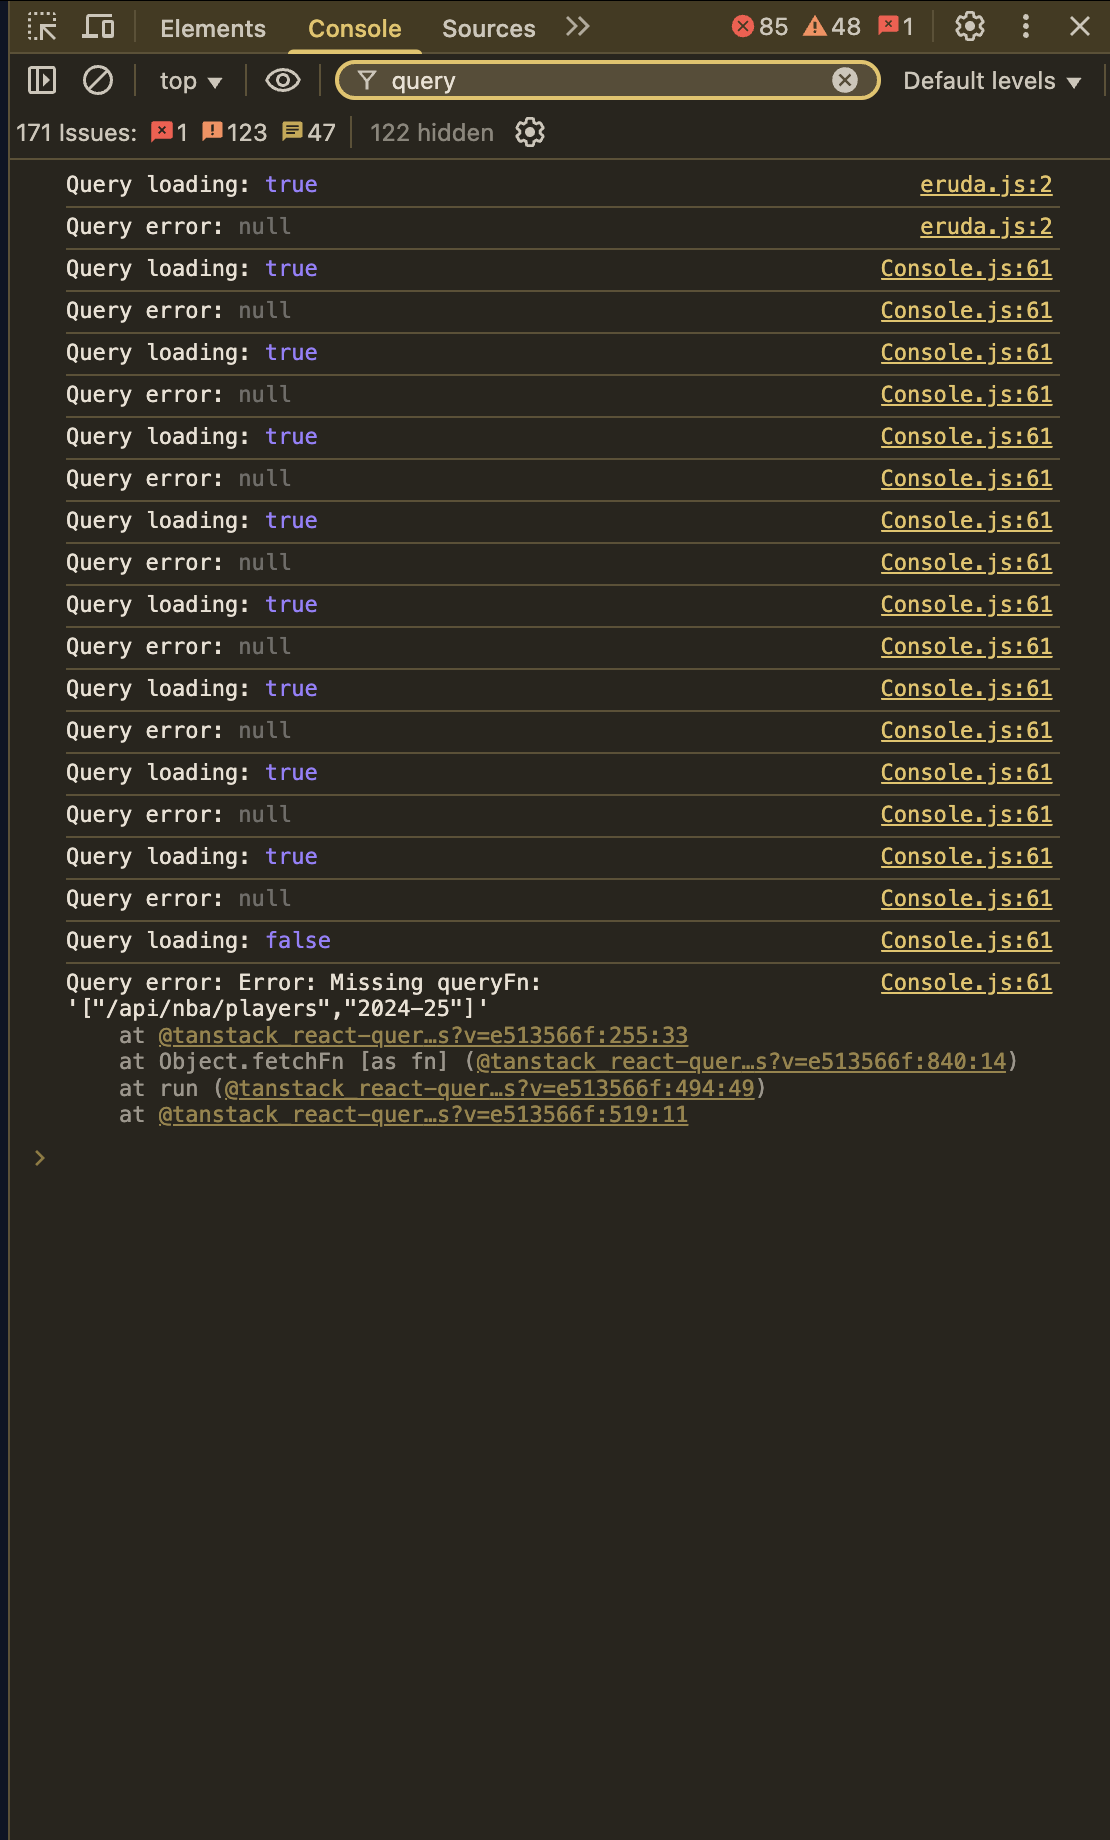 Elements Console Sources 85 48 1
top query Default levels
171 Issues: 1 123 47 122 hidden
Query loading: true eruda.js:2
Query error: null eruda.js:2
Query loading: true Console.js:61
Query error: null Console.js:61
Query loading: true Console.js:61
Query error: null Console.js:61
Query loading: true Console.js:61
Query error: null Console.js:61
Query loading: true Console.js:61
Query error: null Console.js:61
Query loading: true Console.js:61
Query error: null Console.js:61
Query loading: true Console.js:61
Query error: null Console.js:61
Query loading: true Console.js:61
Query error: null Console.js:61
Query loading: true Console.js:61
Query error: null Console.js:61
Query loading: false Console.js:61
Query error: Error: Missing queryFn: Console.js:61
'["/api/nba/players","2024-25"]'
at @tanstack_react-quer…s?v=e513566f:255:33
at Object.fetchFn [as fn] (@tanstack_react-quer…s?v=e513566f:840:14)
at run (@tanstack_react-quer…s?v=e513566f:494:49)
at @tanstack_react-quer…s?v=e513566f:519:11